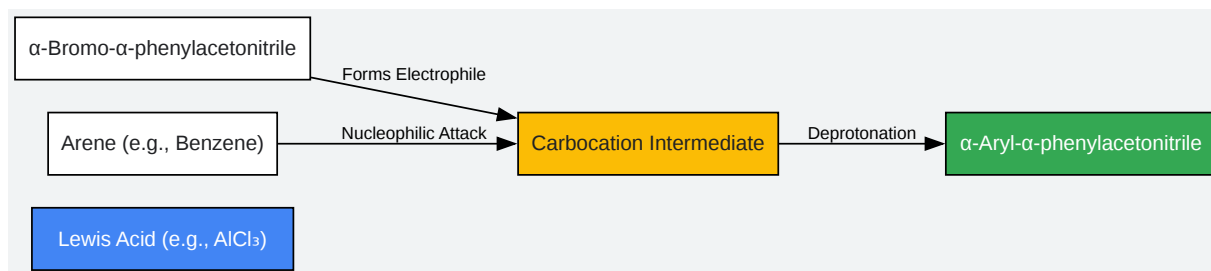 α-Bromo-α-phenylacetonitrile
Forms Electrophile
Arene (e.g., Benzene)
Nucleophilic Attack
Carbocation Intermediate
Deprotonation
α-Aryl-α-phenylacetonitrile
Lewis Acid (e.g., AlCl₃)